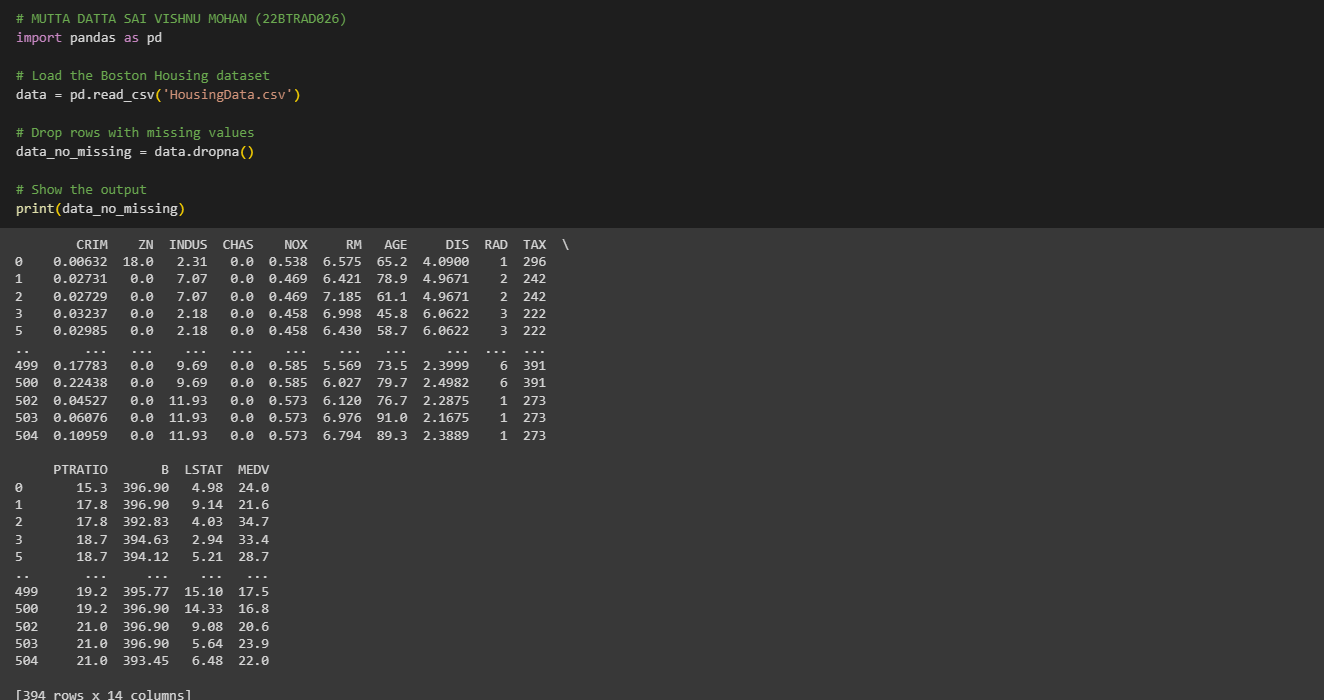 # MUTTA DATTA SAI VISHNU MOHAN (22BTRAD026)
import pandas as pd
# Load the Boston Housing dataset
data = pd.read_csv('HousingData.csv')
# Drop rows with missing values
data_no_missing = data.dropna()
# Show the output
print(data_no_missing)
CRIM ZN INDUS CHAS NOX RM AGE DIS RAD TAX \
0 0.00632 18.0 2.31 0.0 0.538 6.575 65.2 4.0900 1 296
1 0.02731 0.0 7.07 0.0 0.469 6.421 78.9 4.9671 2 242
2 0.02729 0.0 7.07 0.0 0.469 7.185 61.1 4.9671 2 242
3 0.03237 0.0 2.18 0.0 0.458 6.998 45.8 6.0622 3 222
5 0.02985 0.0 2.18 0.0 0.458 6.430 58.7 6.0622 3 222
.. ... ... ... ... ... ... ... ... ... ...
499 0.17783 0.0 9.69 0.0 0.585 5.569 73.5 2.3999 6 391
500 0.22438 0.0 9.69 0.0 0.585 6.027 79.7 2.4982 6 391
502 0.04527 0.0 11.93 0.0 0.573 6.120 76.7 2.2875 1 273
503 0.06076 0.0 11.93 0.0 0.573 6.976 91.0 2.1675 1 273
504 0.10959 0.0 11.93 0.0 0.573 6.794 89.3 2.3889 1 273
PTRATIO B LSTAT MEDV
0 15.3 396.90 4.98 24.0
1 17.8 396.90 9.14 21.6
2 17.8 392.83 4.03 34.7
3 18.7 394.63 2.94 33.4
5 18.7 394.12 5.21 28.7
.. ... ... ... ...
499 19.2 395.77 15.10 17.5
500 19.2 396.90 14.33 16.8
502 21.0 396.90 9.08 20.6
503 21.0 396.90 5.64 23.9
504 21.0 393.45 6.48 22.0
[394 rows x 14 columns]